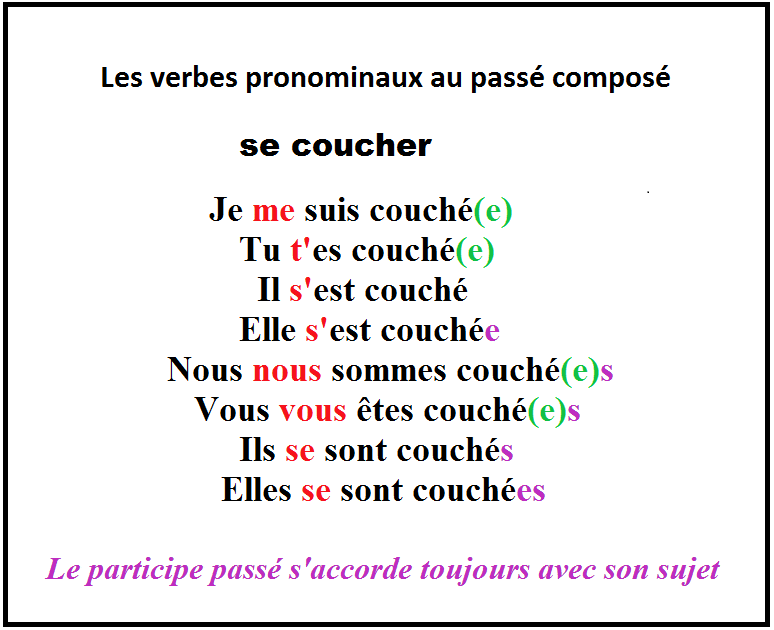 Les verbes pronominaux au passé composé
se coucher
Je me suis couché(e)
Tu t'es couché(e)
Il s'est couché
Elle s'est couchée
Nous nous sommes couché(e)s
Vous vous êtes couché(e)s
Ils se sont couchés
Elles se sont couchées
Le participe passé s'accorde toujours avec son sujet